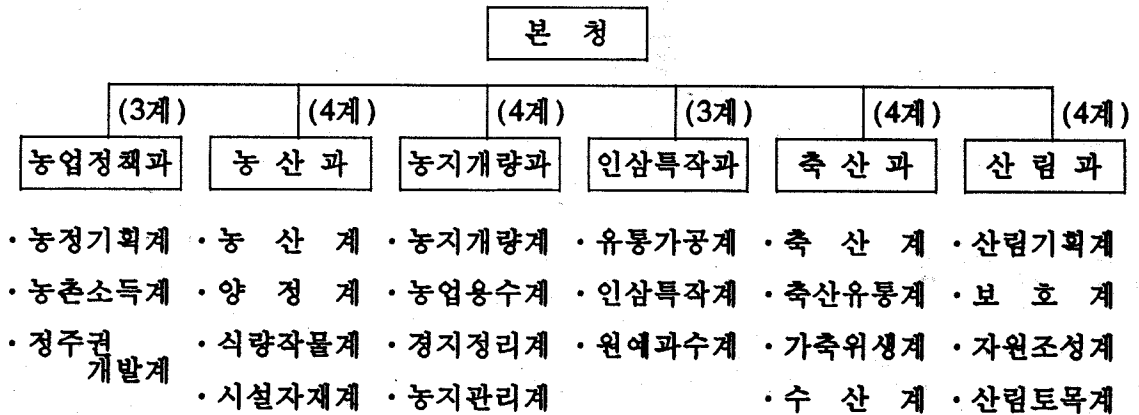 본 청
(3계) (4계) (4계) (3계) (4계) (4계)
농업정책과 농 산 과 농지개량과 인삼특작과 축 산 과 산 림 과
· 농정기획계 · 농 산 계 · 농지개량계 · 유통가공계 · 축 산 계 · 산림기획계
· 농촌소득계 · 양 정 계 · 농업용수계 · 인삼특작계 · 축산유통계 · 보 호 계
· 정주권 · 식량작물계 · 경지정리계 · 원예과수계 · 가축위생계 · 자원조성계
개발계
· 시설자재계 · 농지관리계 · 수 산 계 · 산림토목계